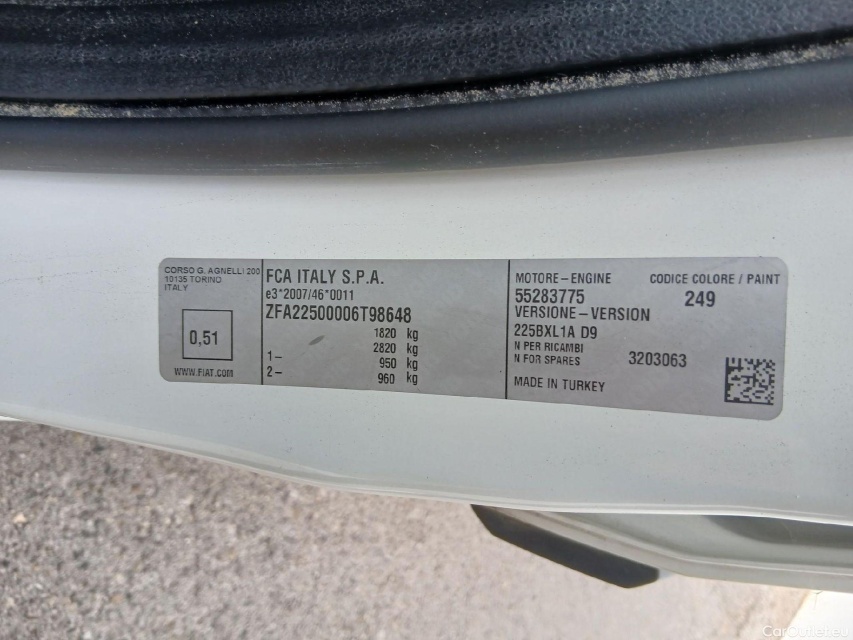 CORSO G. AGNELLI 200
10135 TORINO
ITALY
0,51
WWW.FIAT.COM
FCA ITALY S.P.A.
e3*2007/46*0011
ZFA22500006T98648
1820 kg
2820 kg
1- 950 kg
2- 960 kg
MOTORE-ENGINE
55283775
VERSIONE-VERSION
225BXL1A D9
N PER RICAMBI
N FOR SPARES 3203063
MADE IN TURKEY
CODICE COLORE / PAINT
249
CarOutlet.eu